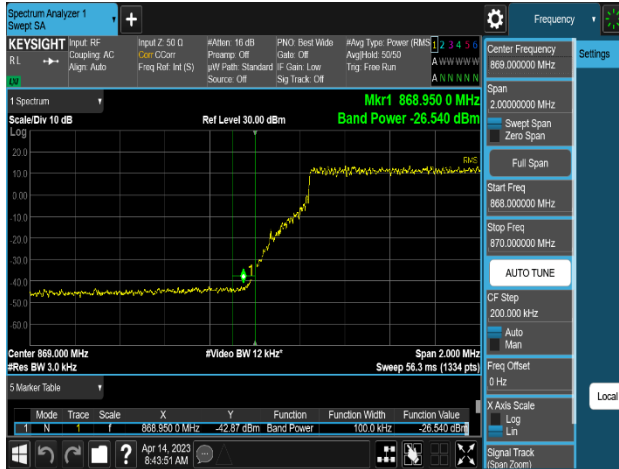 Spectrum Analyzer 1
Swept SA
+
Frequency
KEYSIGHT
RL
Input: RF
Coupling: AC
Align: Auto
Input Z: 50 Ω
Corr CCorr
Freq Ref: Int (S)
#Atten: 16 dB
Preamp: Off
µW Path: Standard
Source: Off
PNO: Best Wide
Gate: Off
IF Gain: Low
Sig Track: Off
#Avg Type: Power (RMS
Avg|Hold: 50/50
Trig: Free Run
1 2 3 4 5 6
A W W W W W
A N N N N N
1 Spectrum
Scale/Div 10 dB
Ref Level 30.00 dBm
Mkr1 868.950 0 MHz
Band Power -26.540 dBm
Log
20.0
10.0
0.00
-10.0
-20.0
-30.0
-40.0
-50.0
-60.0
RMS
1
Center 869.000 MHz
#Video BW 12 kHz*
Span 2.000 MHz
#Res BW 3.0 kHz
Sweep 56.3 ms (1334 pts)
5 Marker Table
Mode Trace Scale X Y Function Function Width Function Value
1 N 1 f 868.950 0 MHz -42.87 dBm Band Power 100.0 kHz -26.540 dBm
?
Apr 14, 2023
8:43:51 AM
Center Frequency
869.000000 MHz
Span
2.00000000 MHz
Swept Span
Zero Span
Full Span
Start Freq
868.000000 MHz
Stop Freq
870.000000 MHz
AUTO TUNE
CF Step
200.000 kHz
Auto
Man
Freq Offset
0 Hz
X Axis Scale
Log
Lin
Signal Track
(Span Zoom)
Settings
Local